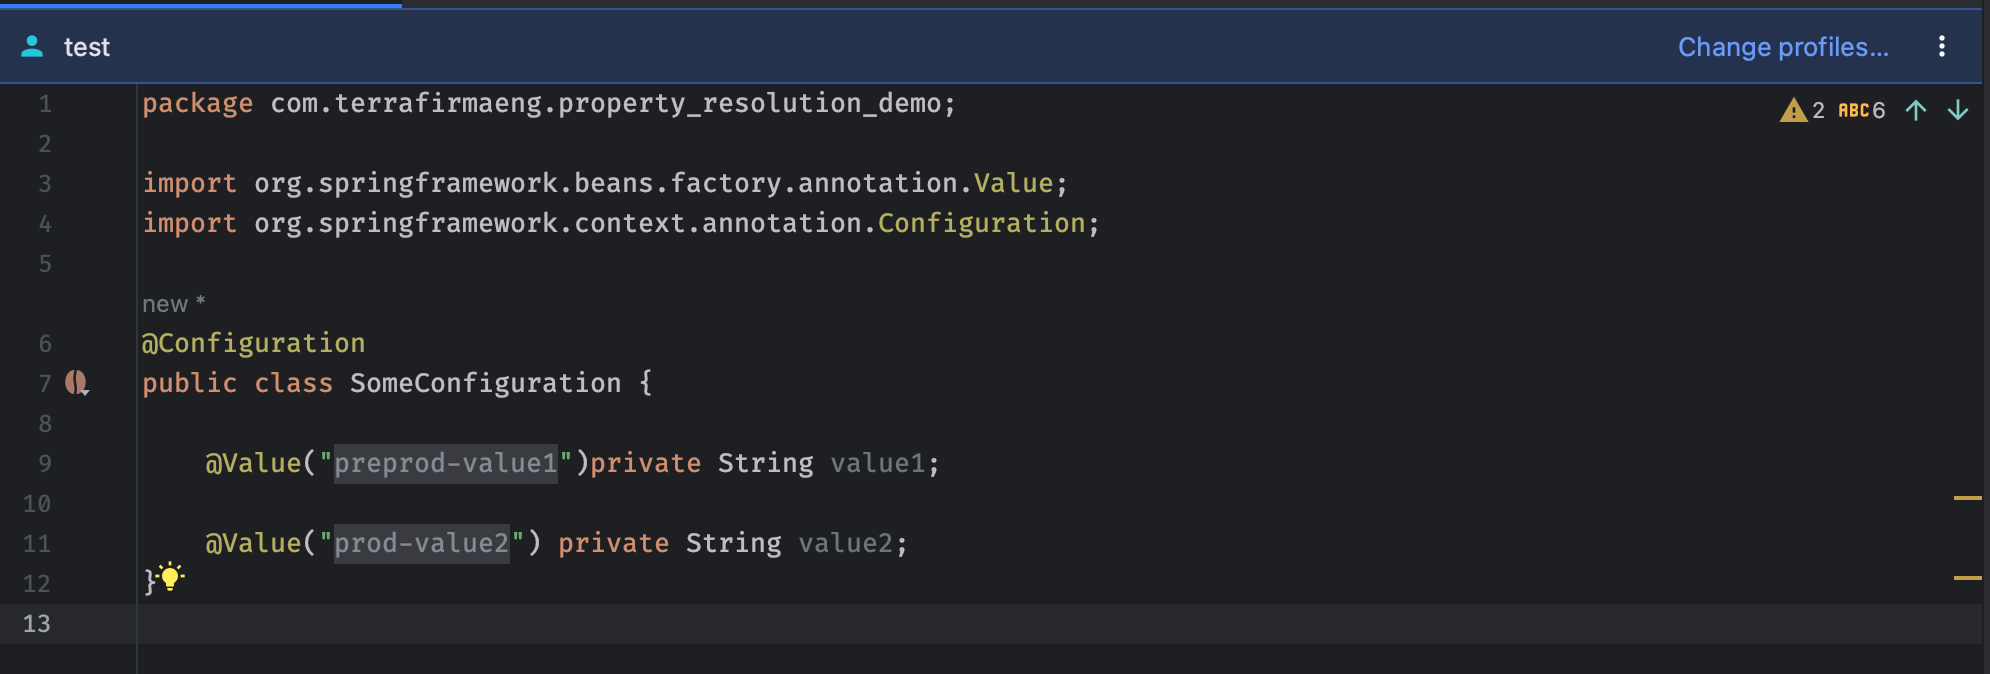 test
Change profiles...
2 ABC 6
1 package com.terrafirmaeng.property_resolution_demo;
2
3 import org.springframework.beans.factory.annotation.Value;
4 import org.springframework.context.annotation.Configuration;
5
new *
6 @Configuration
7 public class SomeConfiguration {
8
9     @Value("preprod-value1")private String value1;
10
11     @Value("prod-value2") private String value2;
12 }
13